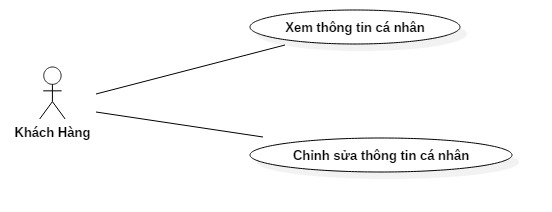 Xem thông tin cá nhân
Khách Hàng
Chỉnh sửa thông tin cá nhân